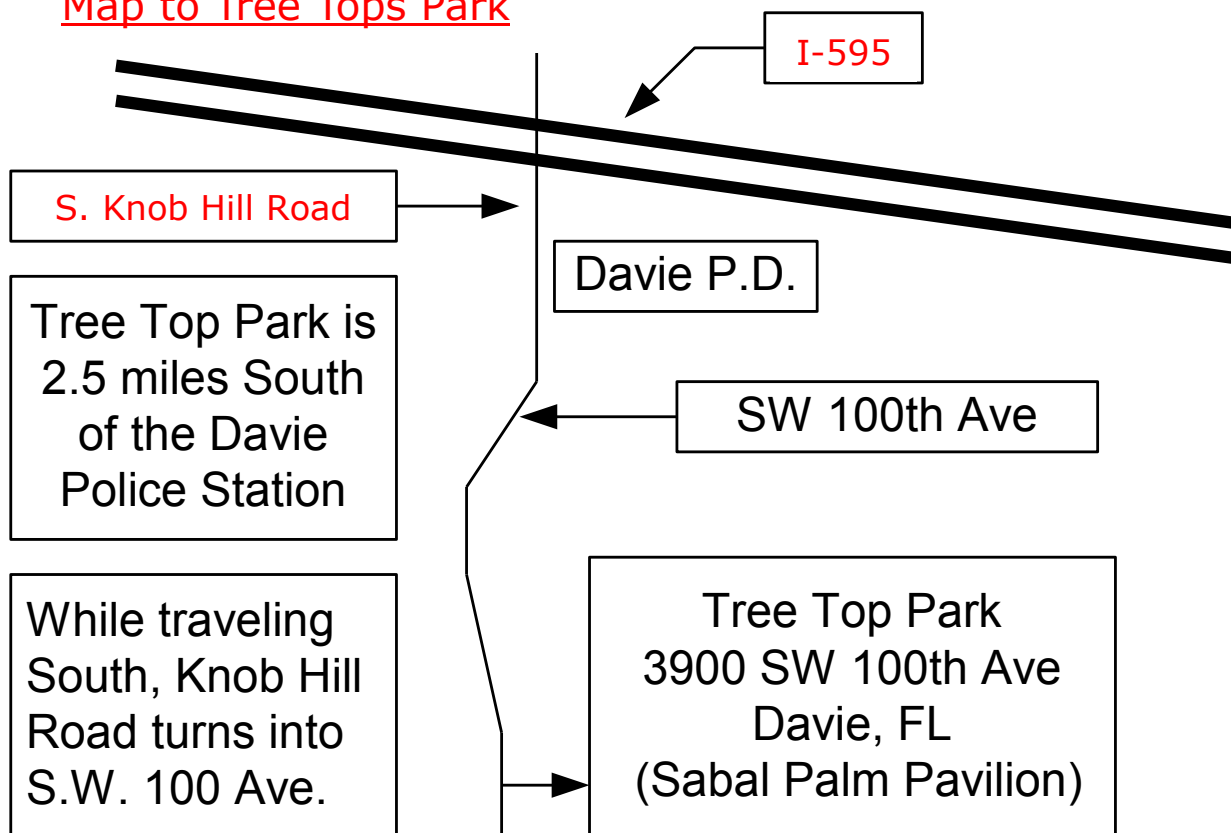 Map to Tree Tops Park
I-595
S. Knob Hill Road
Davie P.D.
Tree Top Park is
2.5 miles South
of the Davie
Police Station
SW 100th Ave
While traveling
South, Knob Hill
Road turns into
S.W. 100 Ave.
Tree Top Park
3900 SW 100th Ave
Davie, FL
(Sabal Palm Pavilion)